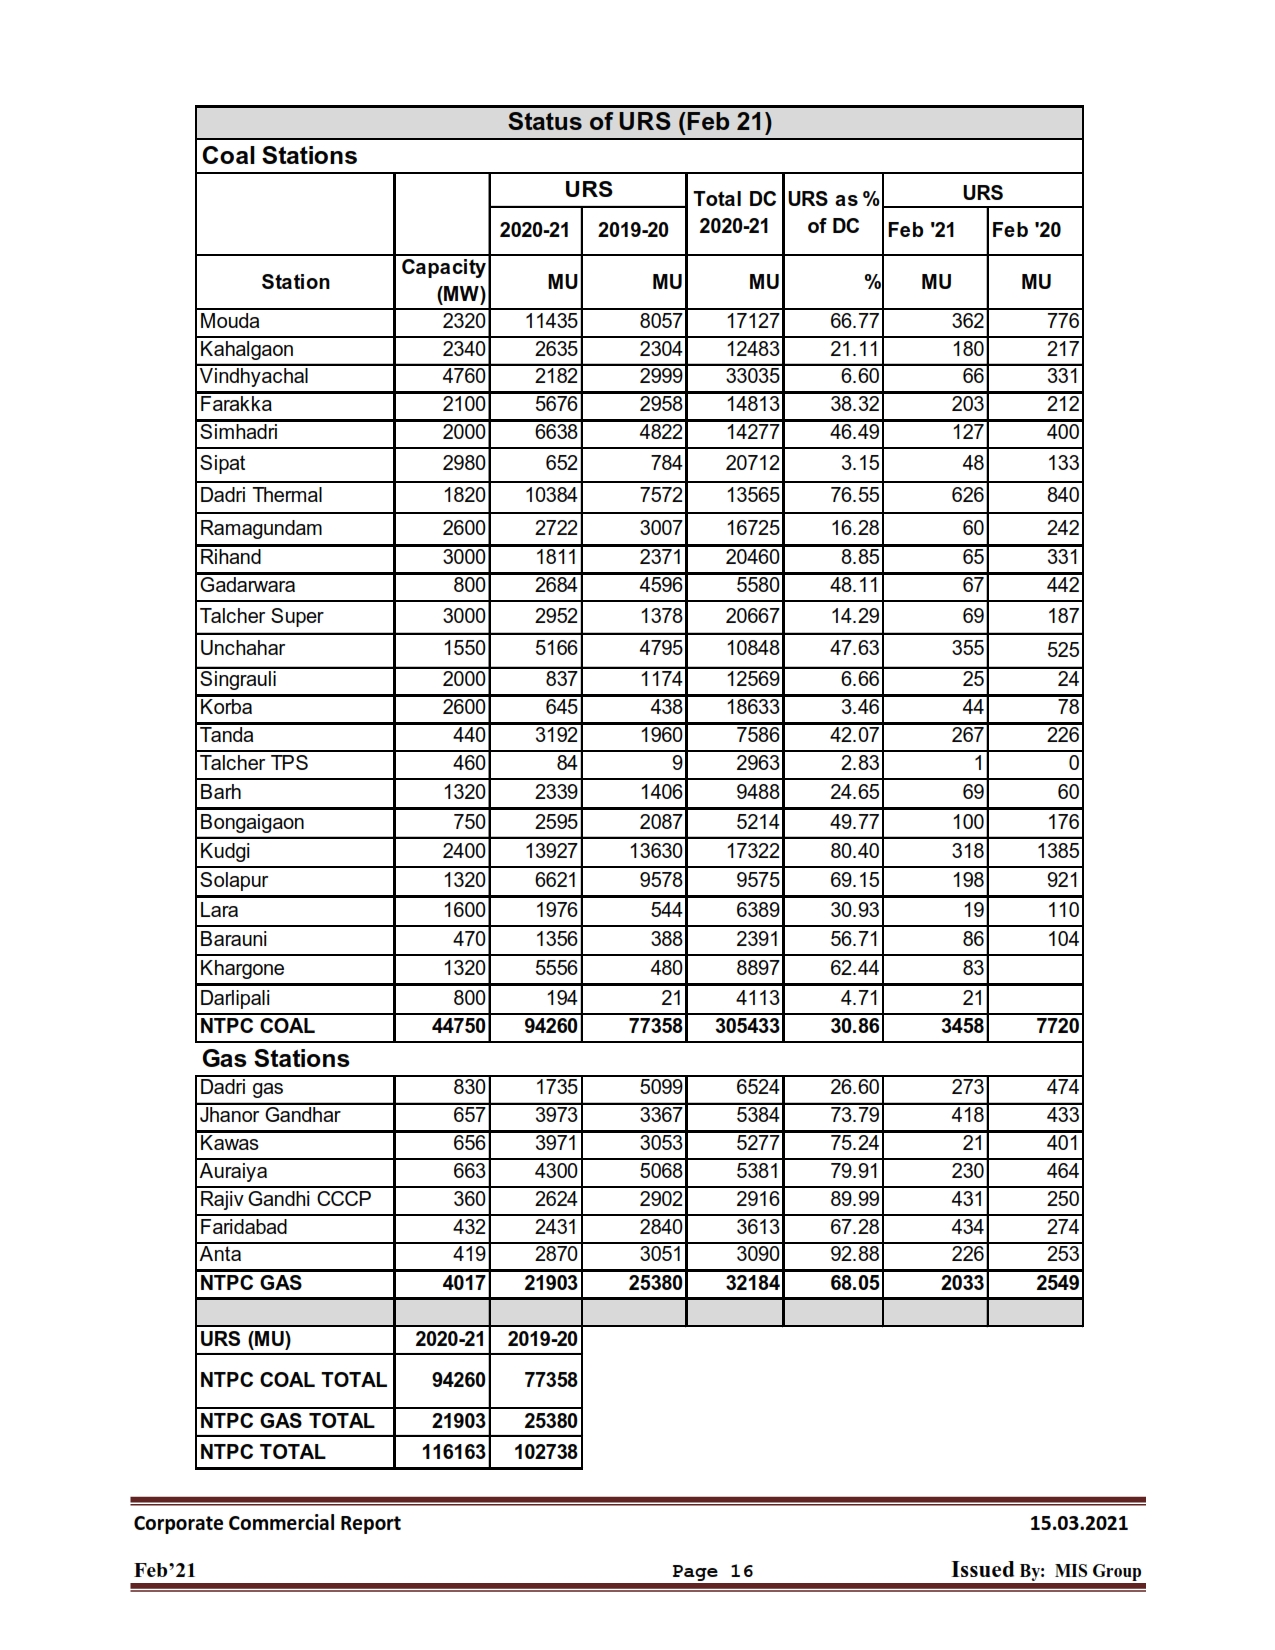 Status of URS (Feb 21)
Coal Stations
URS Total DC 2020-21 URS as % of DC URS
2020-21 2019-20 Feb '21 Feb '20
Station Capacity (MW) MU MU MU % MU MU
Mouda 2320 11435 8057 17127 66.77 362 776
Kahalgaon 2340 2635 2304 12483 21.11 180 217
Vindhyachal 4760 2182 2999 33035 6.60 66 331
Farakka 2100 5676 2958 14813 38.32 203 212
Simhadri 2000 6638 4822 14277 46.49 127 400
Sipat 2980 652 784 20712 3.15 48 133
Dadri Thermal 1820 10384 7572 13565 76.55 626 840
Ramagundam 2600 2722 3007 16725 16.28 60 242
Rihand 3000 1811 2371 20460 8.85 65 331
Gadarwara 800 2684 4596 5580 48.11 67 442
Talcher Super 3000 2952 1378 20667 14.29 69 187
Unchahar 1550 5166 4795 10848 47.63 355 525
Singrauli 2000 837 1174 12569 6.66 25 24
Korba 2600 645 438 18633 3.46 44 78
Tanda 440 3192 1960 7586 42.07 267 226
Talcher TPS 460 84 9 2963 2.83 1 0
Barh 1320 2339 1406 9488 24.65 69 60
Bongaigaon 750 2595 2087 5214 49.77 100 176
Kudgi 2400 13927 13630 17322 80.40 318 1385
Solapur 1320 6621 9578 9575 69.15 198 921
Lara 1600 1976 544 6389 30.93 19 110
Barauni 470 1356 388 2391 56.71 86 104
Khargone 1320 5556 480 8897 62.44 83
Darlipali 800 194 21 4113 4.71 21
NTPC COAL 44750 94260 77358 305433 30.86 3458 7720
Gas Stations
Dadri gas 830 1735 5099 6524 26.60 273 474
Jhanor Gandhar 657 3973 3367 5384 73.79 418 433
Kawas 656 3971 3053 5277 75.24 21 401
Auraiya 663 4300 5068 5381 79.91 230 464
Rajiv Gandhi CCCP 360 2624 2902 2916 89.99 431 250
Faridabad 432 2431 2840 3613 67.28 434 274
Anta 419 2870 3051 3090 92.88 226 253
NTPC GAS 4017 21903 25380 32184 68.05 2033 2549
URS (MU) 2020-21 2019-20
NTPC COAL TOTAL 94260 77358
NTPC GAS TOTAL 21903 25380
NTPC TOTAL 116163 102738
Corporate Commercial Report 15.03.2021
Feb’21 Page 16 Issued By: MIS Group